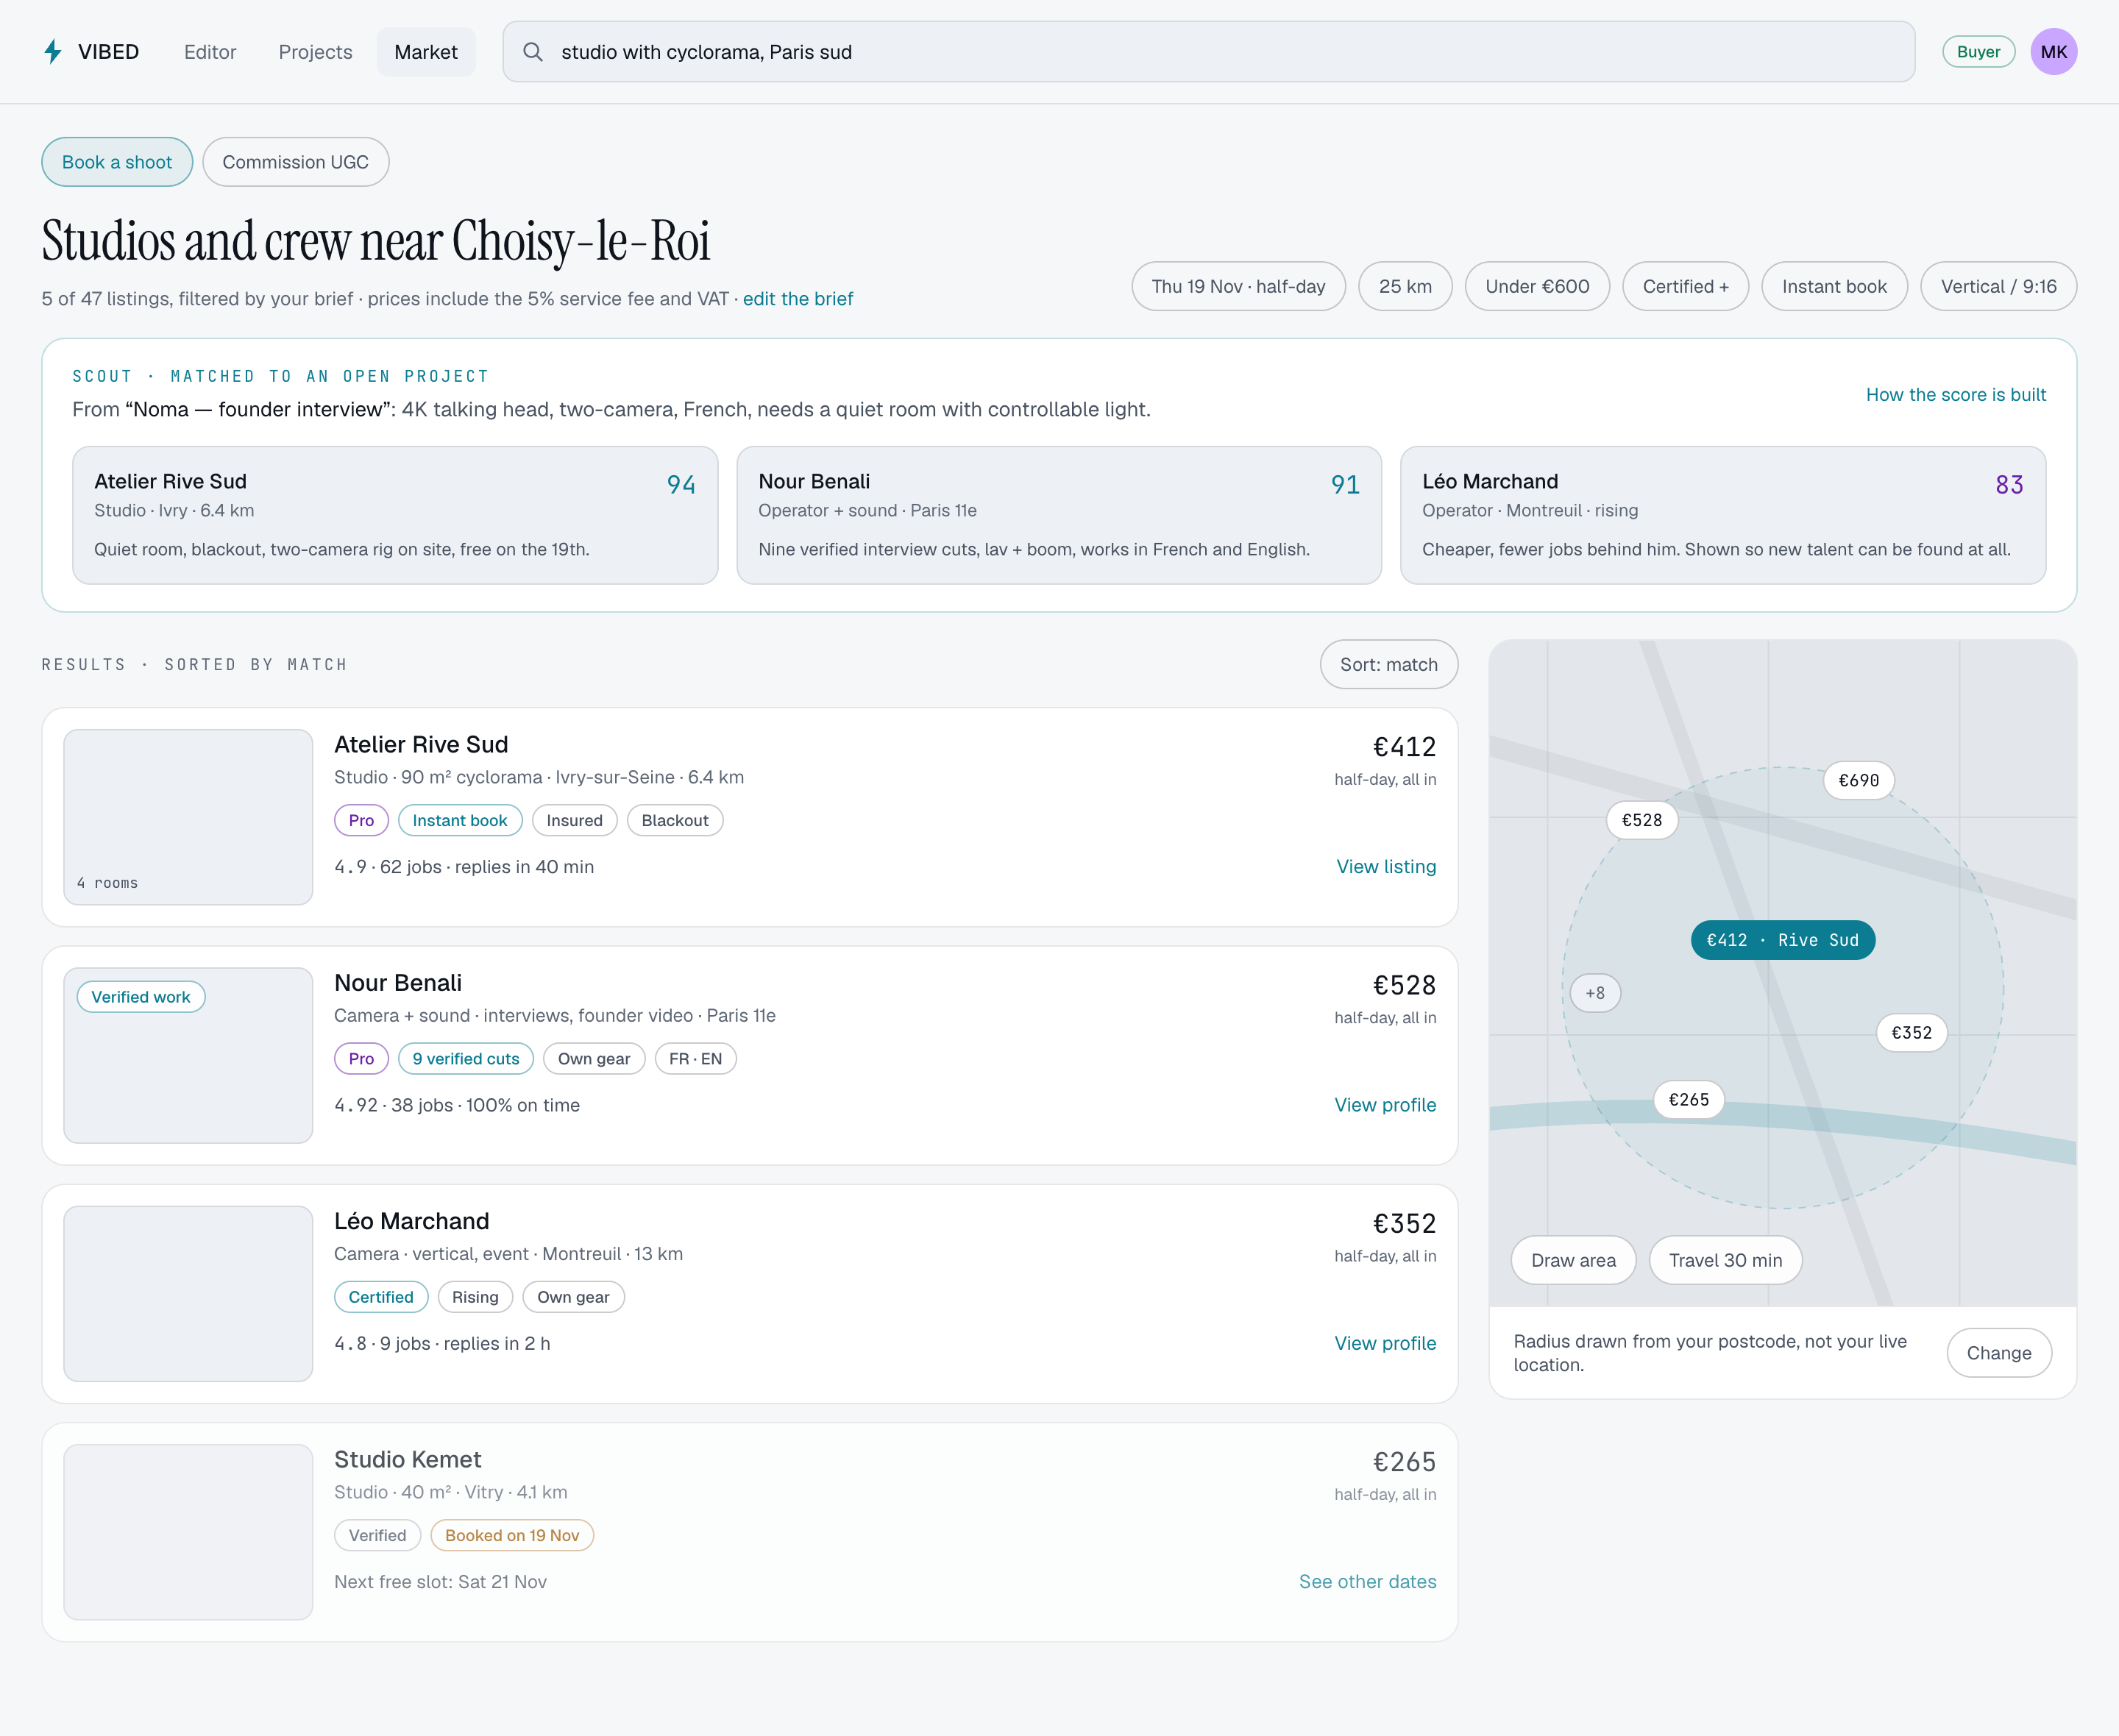 VIBED
Editor
Projects
Market
studio with cyclorama, Paris sud
Buyer
MK
Book a shoot
Commission UGC
Studios and crew near Choisy-le-Roi
5 of 47 listings, filtered by your brief · prices include the 5% service fee and VAT · edit the brief
Thu 19 Nov · half-day
25 km
Under €600
Certified +
Instant book
Vertical / 9:16
SCOUT · MATCHED TO AN OPEN PROJECT
From “Noma — founder interview”: 4K talking head, two-camera, French, needs a quiet room with controllable light.
How the score is built
Atelier Rive Sud
94
Studio · Ivry · 6.4 km
Quiet room, blackout, two-camera rig on site, free on the 19th.
Nour Benali
91
Operator + sound · Paris 11e
Nine verified interview cuts, lav + boom, works in French and English.
Léo Marchand
83
Operator · Montreuil · rising
Cheaper, fewer jobs behind him. Shown so new talent can be found at all.
RESULTS · SORTED BY MATCH
Sort: match
4 rooms
Atelier Rive Sud
€412
Studio · 90 m² cyclorama · Ivry-sur-Seine · 6.4 km
half-day, all in
Pro
Instant book
Insured
Blackout
4.9 · 62 jobs · replies in 40 min
View listing
Verified work
Nour Benali
€528
Camera + sound · interviews, founder video · Paris 11e
half-day, all in
Pro
9 verified cuts
Own gear
FR · EN
4.92 · 38 jobs · 100% on time
View profile
Léo Marchand
€352
Camera · vertical, event · Montreuil · 13 km
half-day, all in
Certified
Rising
Own gear
4.8 · 9 jobs · replies in 2 h
View profile
Studio Kemet
€265
Studio · 40 m² · Vitry · 4.1 km
half-day, all in
Verified
Booked on 19 Nov
Next free slot: Sat 21 Nov
See other dates
€690
€528
€412 · Rive Sud
+8
€352
€265
Draw area
Travel 30 min
Radius drawn from your postcode, not your live
location.
Change